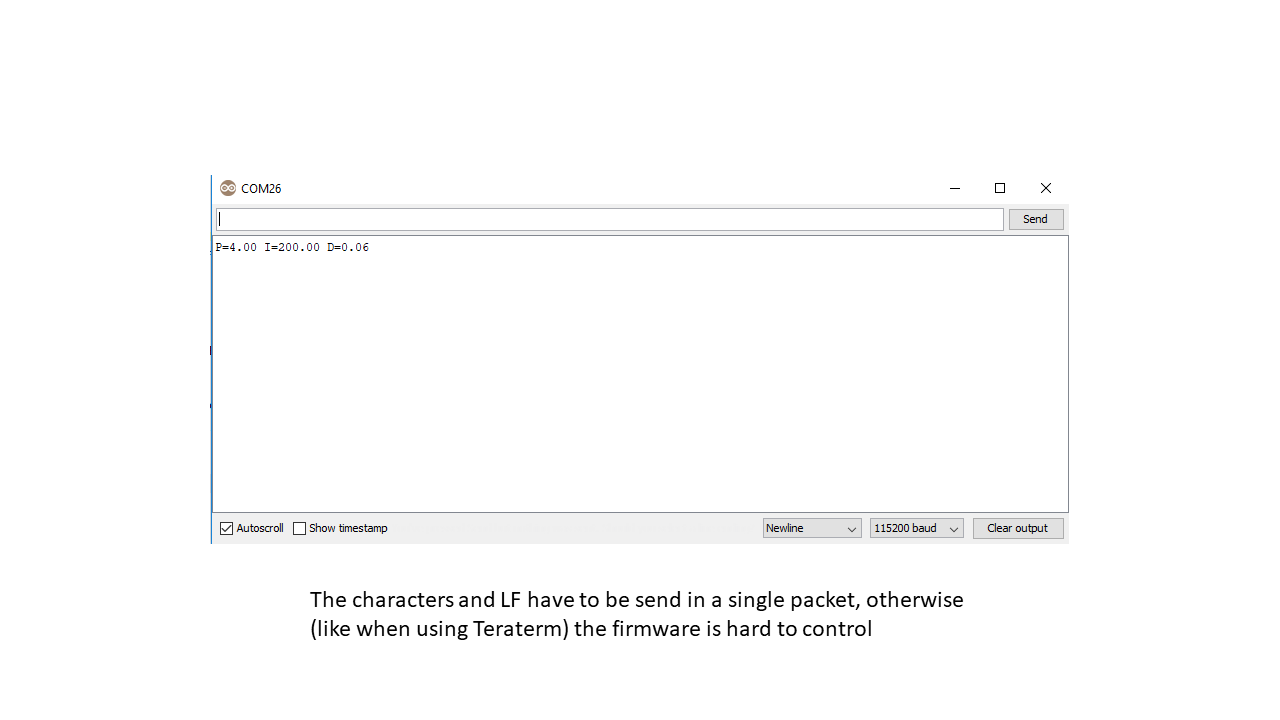 COM26
Send
P=4.00 I=200.00 D=0.06
Autoscroll Show timestamp Newline 115200 baud Clear output
The characters and LF have to be send in a single packet, otherwise
(like when using Teraterm) the firmware is hard to control